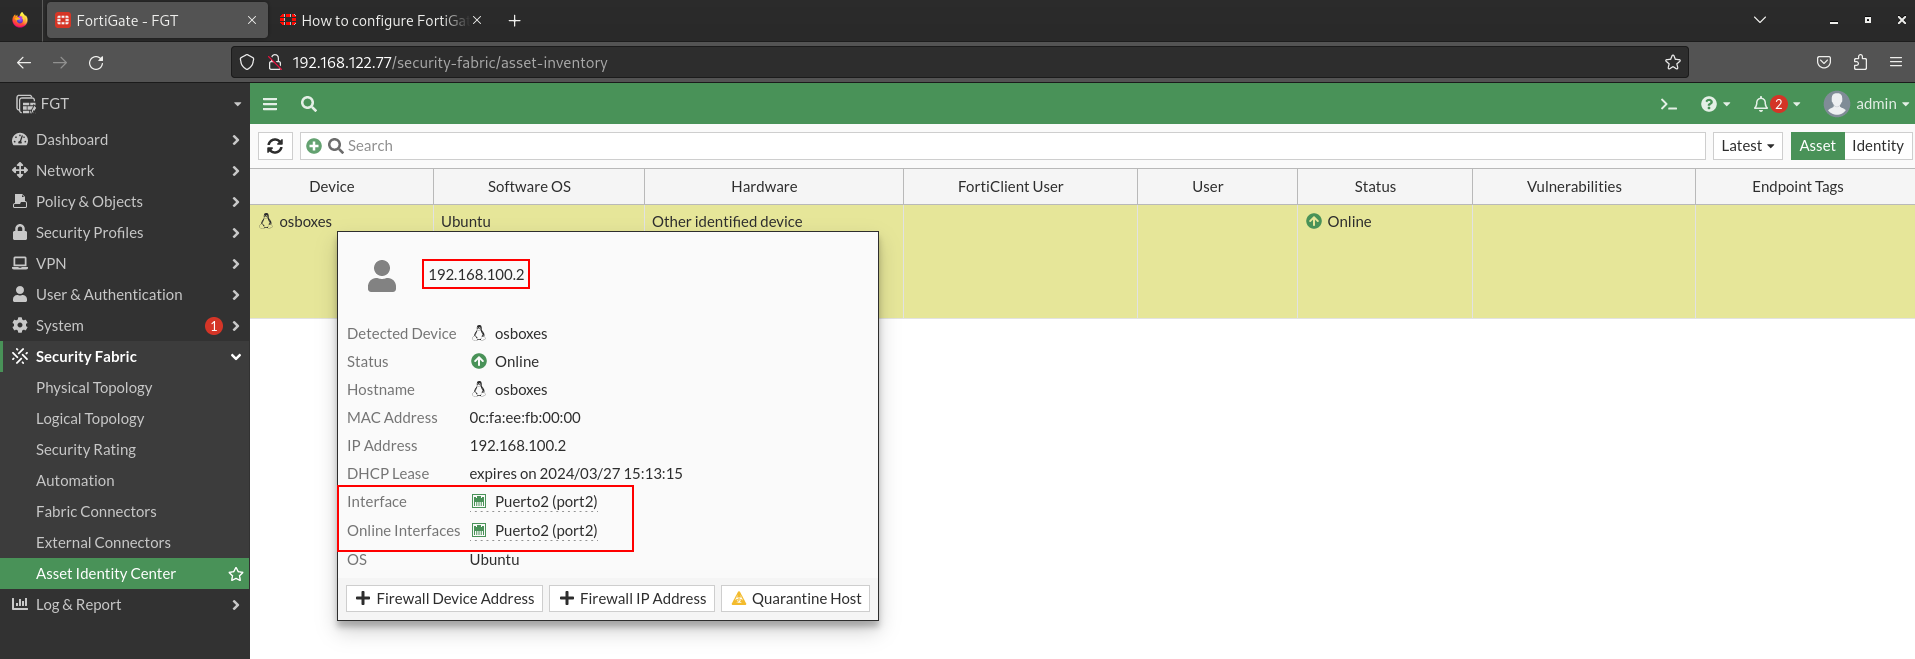 FortiGate - FGT
How to configure FortiGa
192.168.122.77/security-fabric/asset-inventory
FGT
2
admin
Dashboard
Network
Policy & Objects
Security Profiles
VPN
User & Authentication
System 1
Security Fabric
Physical Topology
Logical Topology
Security Rating
Automation
Fabric Connectors
External Connectors
Asset Identity Center
Log & Report
Search
Latest Asset Identity
Device Software OS Hardware FortiClient User User Status Vulnerabilities Endpoint Tags
osboxes Ubuntu Other identified device Online
192.168.100.2
Detected Device osboxes
Status Online
Hostname osboxes
MAC Address 0c:fa:ee:fb:00:00
IP Address 192.168.100.2
DHCP Lease expires on 2024/03/27 15:13:15
Interface Puerto2 (port2)
Online Interfaces Puerto2 (port2)
OS Ubuntu
Firewall Device Address Firewall IP Address Quarantine Host